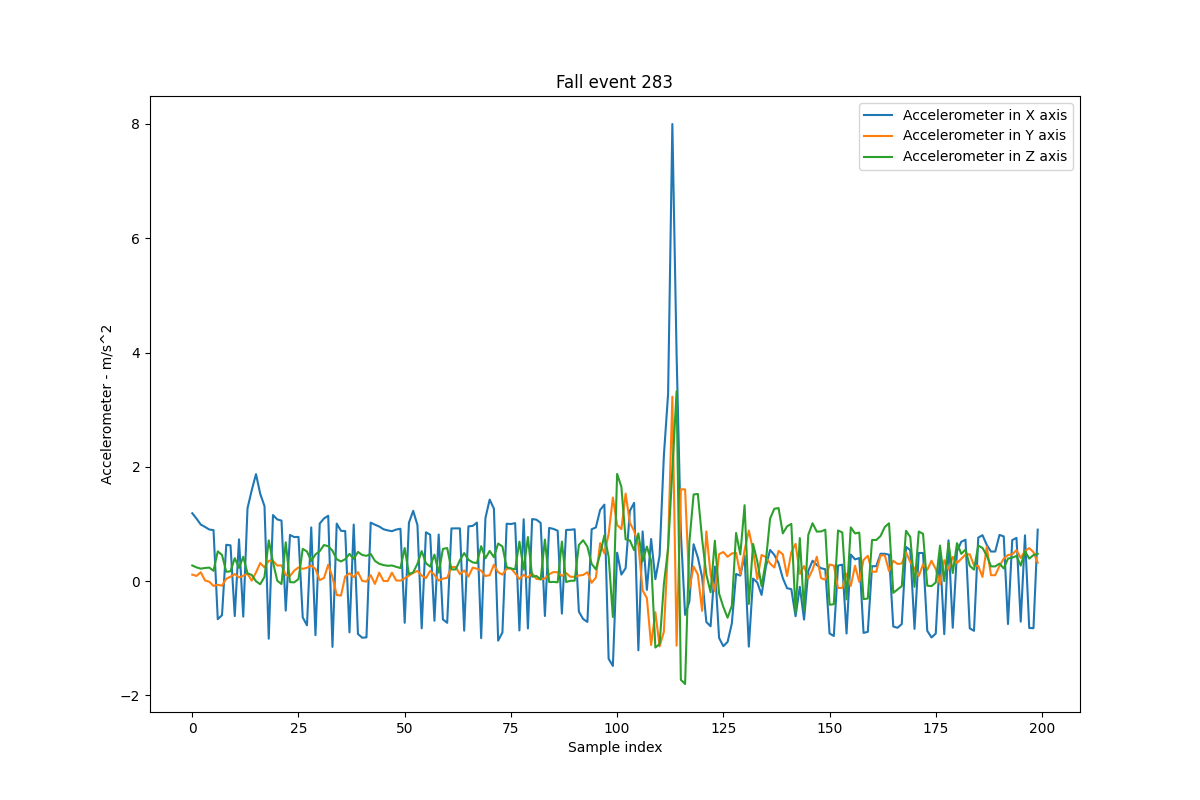 Fall event 283
Accelerometer in X axis
Accelerometer in Y axis
Accelerometer in Z axis
8
6
4
2
0
−2
Accelerometer - m/s^2
0 25 50 75 100 125 150 175 200
Sample index